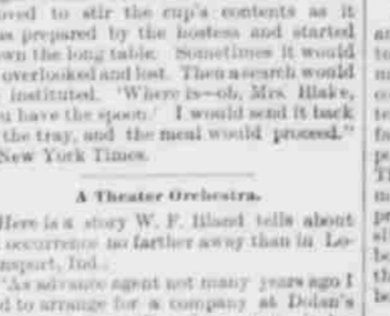 oved to stir the cup's contents as it
as prepared by the hostess and started
own the long table. Sometimes it would
overlooked and lost. Then a search would
instituted. 'Where is—oh, Mrs. Blake,
u have the spoon.' I would send it back
the tray, and the meal would proceed."
New York Times.
A Theater Orchestra.
Here is a story W. F. Bland tells about
occurrence no farther away than in Lo-
nsport, Ind.:
"As advance agent not many years ago I
d to arrange for a company at Dolan's